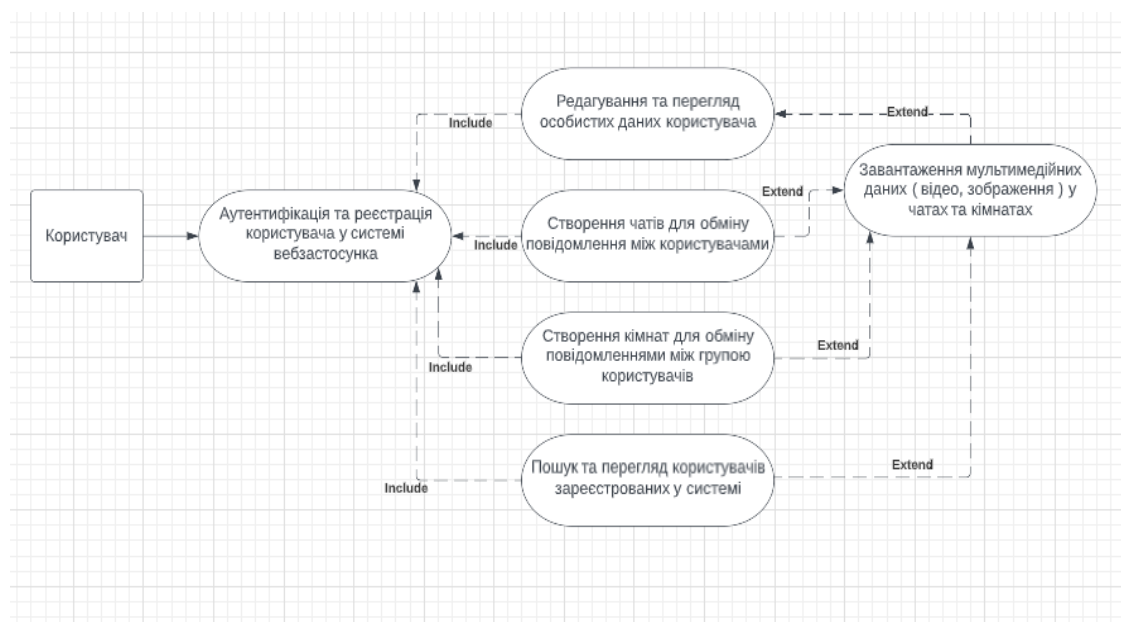 Користувач
Аутентифікація та реєстрація
користувача у системі
вебзастосунка
Редагування та перегляд
особистих даних користувача
Include
Extend
Завантаження мультимедійних
даних ( відео, зображення ) у
чатах та кімнатах
Створення чатів для обміну
повідомлення між користувачами
Include
Extend
Створення кімнат для обміну
повідомленнями між групою
користувачів
Include
Extend
Пошук та перегляд користувачів
зареєстрованих у системі
Include
Extend